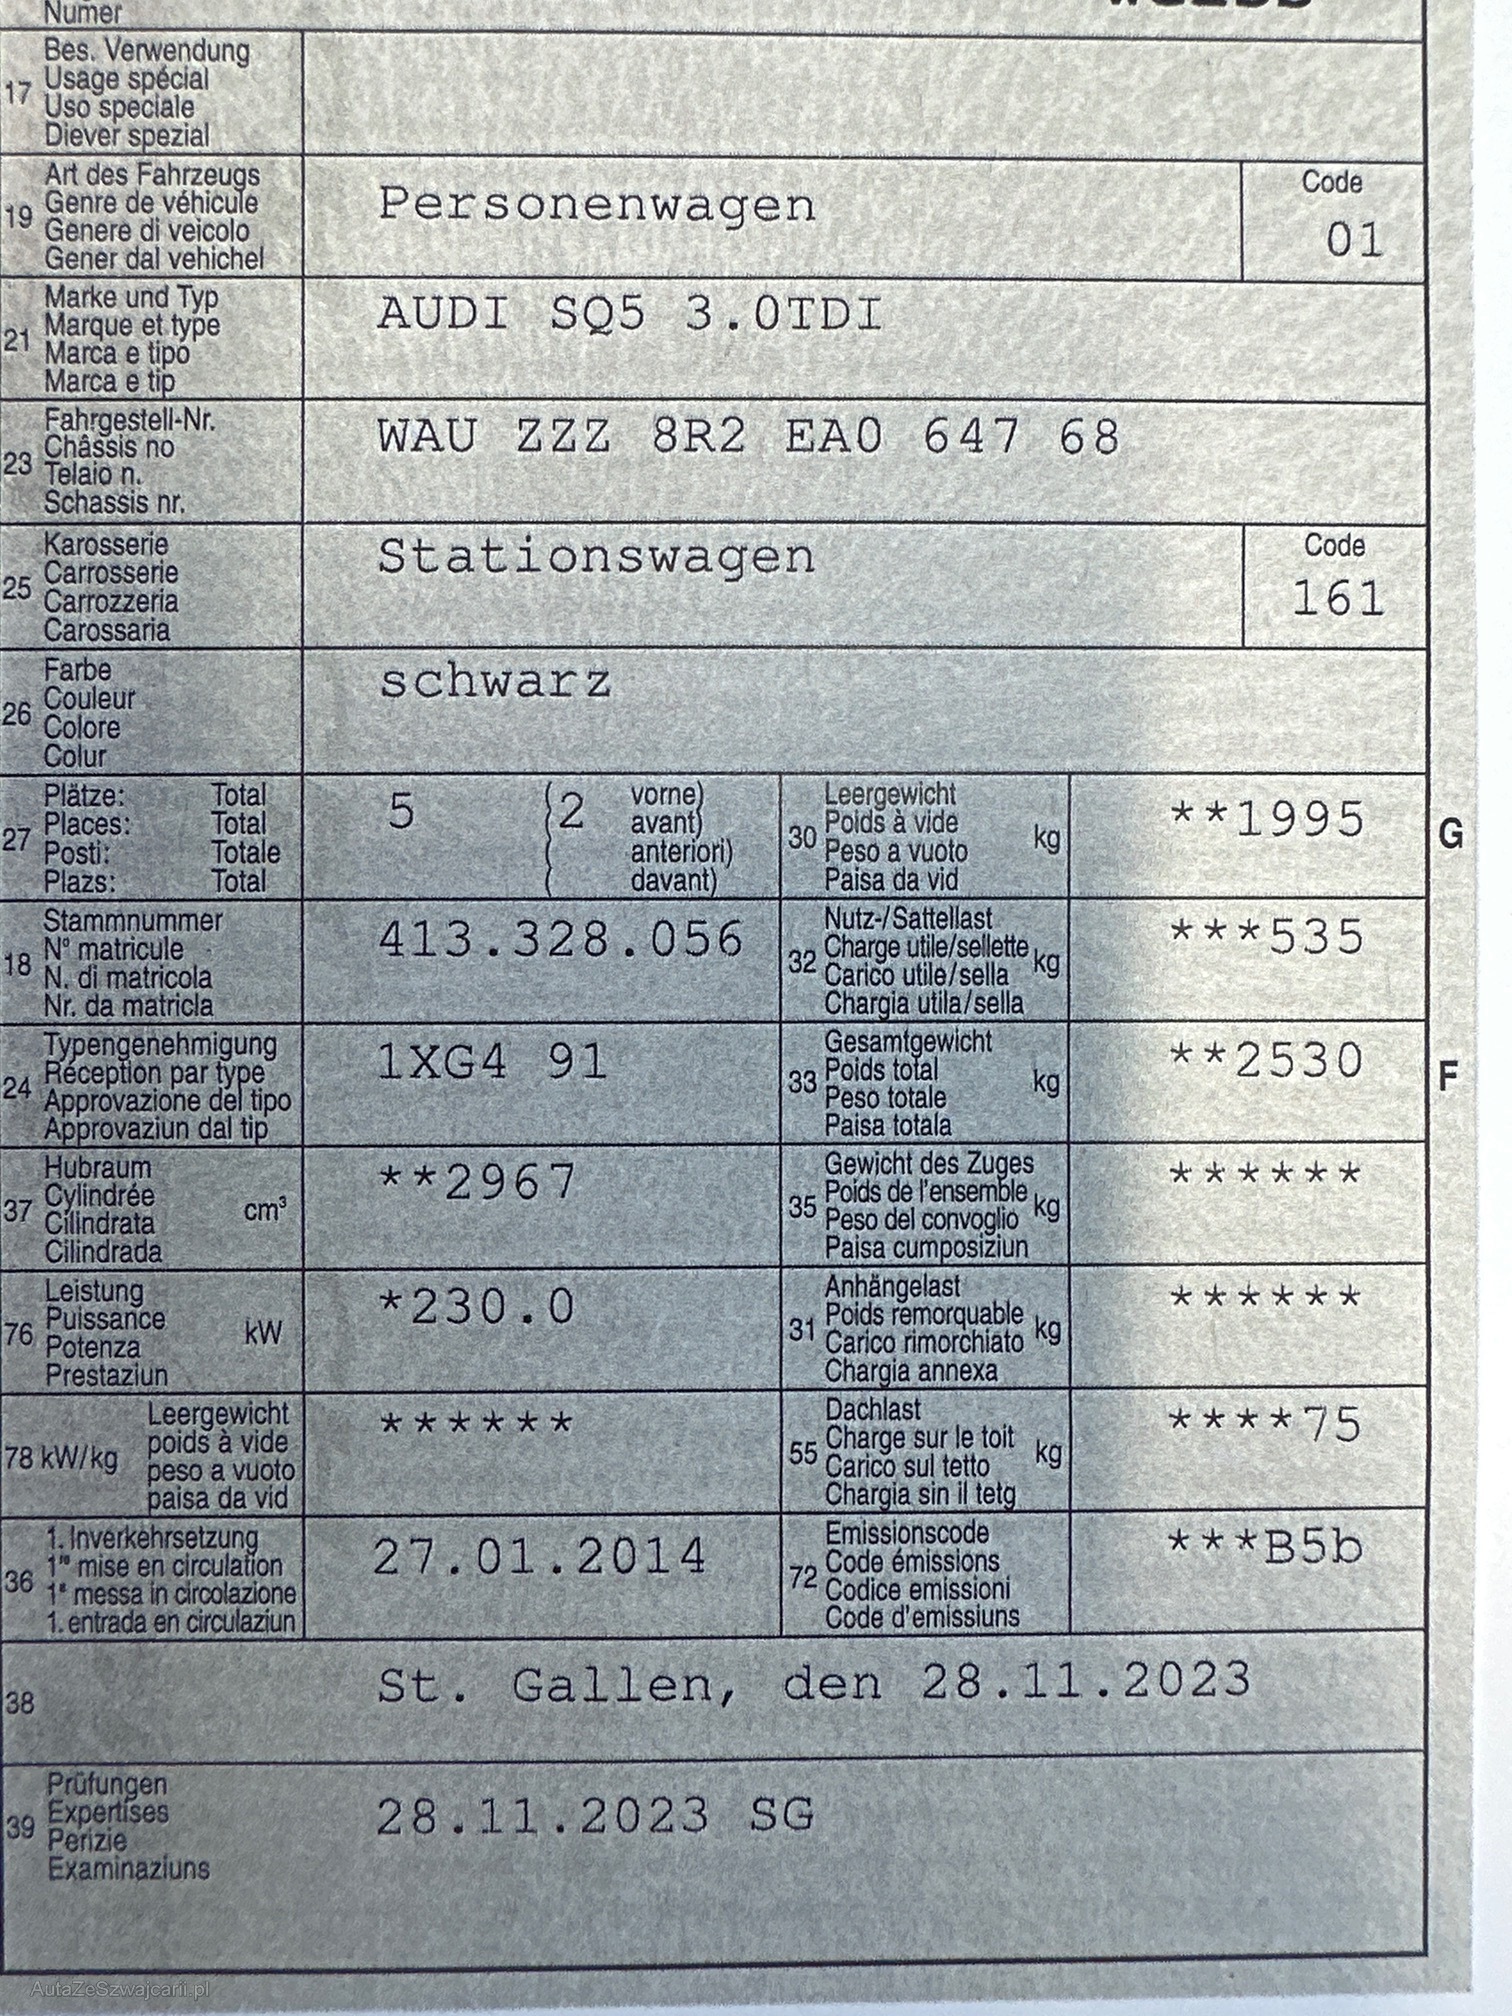 Numer
17 Bes. Verwendung
Usage spécial
Uso speciale
Diever spezial
19 Art des Fahrzeugs
Genre de véhicule
Genere di veicolo
Gener dal vehichel
Personenwagen
Code
01
21 Marke und Typ
Marque et type
Marca e tipo
Marca e tip
AUDI SQ5 3.0TDI
23 Fahrgestell-Nr.
Châssis no
Telaio n.
Schassis nr.
WAU ZZZ 8R2 EA0 647 68
25 Karosserie
Carrosserie
Carrozzeria
Carossaria
Stationswagen
Code
161
26 Farbe
Couleur
Colore
Colur
schwarz
27 Plätze: Total
Places: Total
Posti: Totale
Plazs: Total
5 (2 vorne)
( avant)
( anteriori)
( davant)
30 Leergewicht
Poids à vide
Peso a vuoto
Paisa da vid
kg
**1995
G
18 Stammnummer
N° matricule
N. di matricola
Nr. da matricla
413.328.056
32 Nutz-/Sattellast
Charge utile/sellette
Carico utile/sella
Chargia utila/sella
kg
***535
24 Typengenehmigung
Réception par type
Approvazione del tipo
Approvaziun dal tip
1XG4 91
33 Gesamtgewicht
Poids total
Peso totale
Paisa totala
kg
**2530
F
37 Hubraum
Cylindrée
Cilindrata
Cilindrada
cm³
**2967
35 Gewicht des Zuges
Poids de l'ensemble
Peso del convoglio
Paisa cumposiziun
kg
******
76 Leistung
Puissance
Potenza
Prestaziun
kW
*230.0
31 Anhängelast
Poids remorquable
Carico rimorchiato
Chargia annexa
kg
******
78 kW/kg Leergewicht
poids à vide
peso a vuoto
paisa da vid
******
55 Dachlast
Charge sur le toit
Carico sul tetto
Chargia sin il tetg
kg
****75
36 1. Inverkehrsetzung
1re mise en circulation
1a messa in circolazione
1. entrada en circulaziun
27.01.2014
72 Emissionscode
Code émissions
Codice emissioni
Code d'emissiuns
***B5b
38 St. Gallen, den 28.11.2023
39 Prüfungen
Expertises
Perizie
Examinaziuns
28.11.2023 SG
AutaZeSzwajcarii.pl